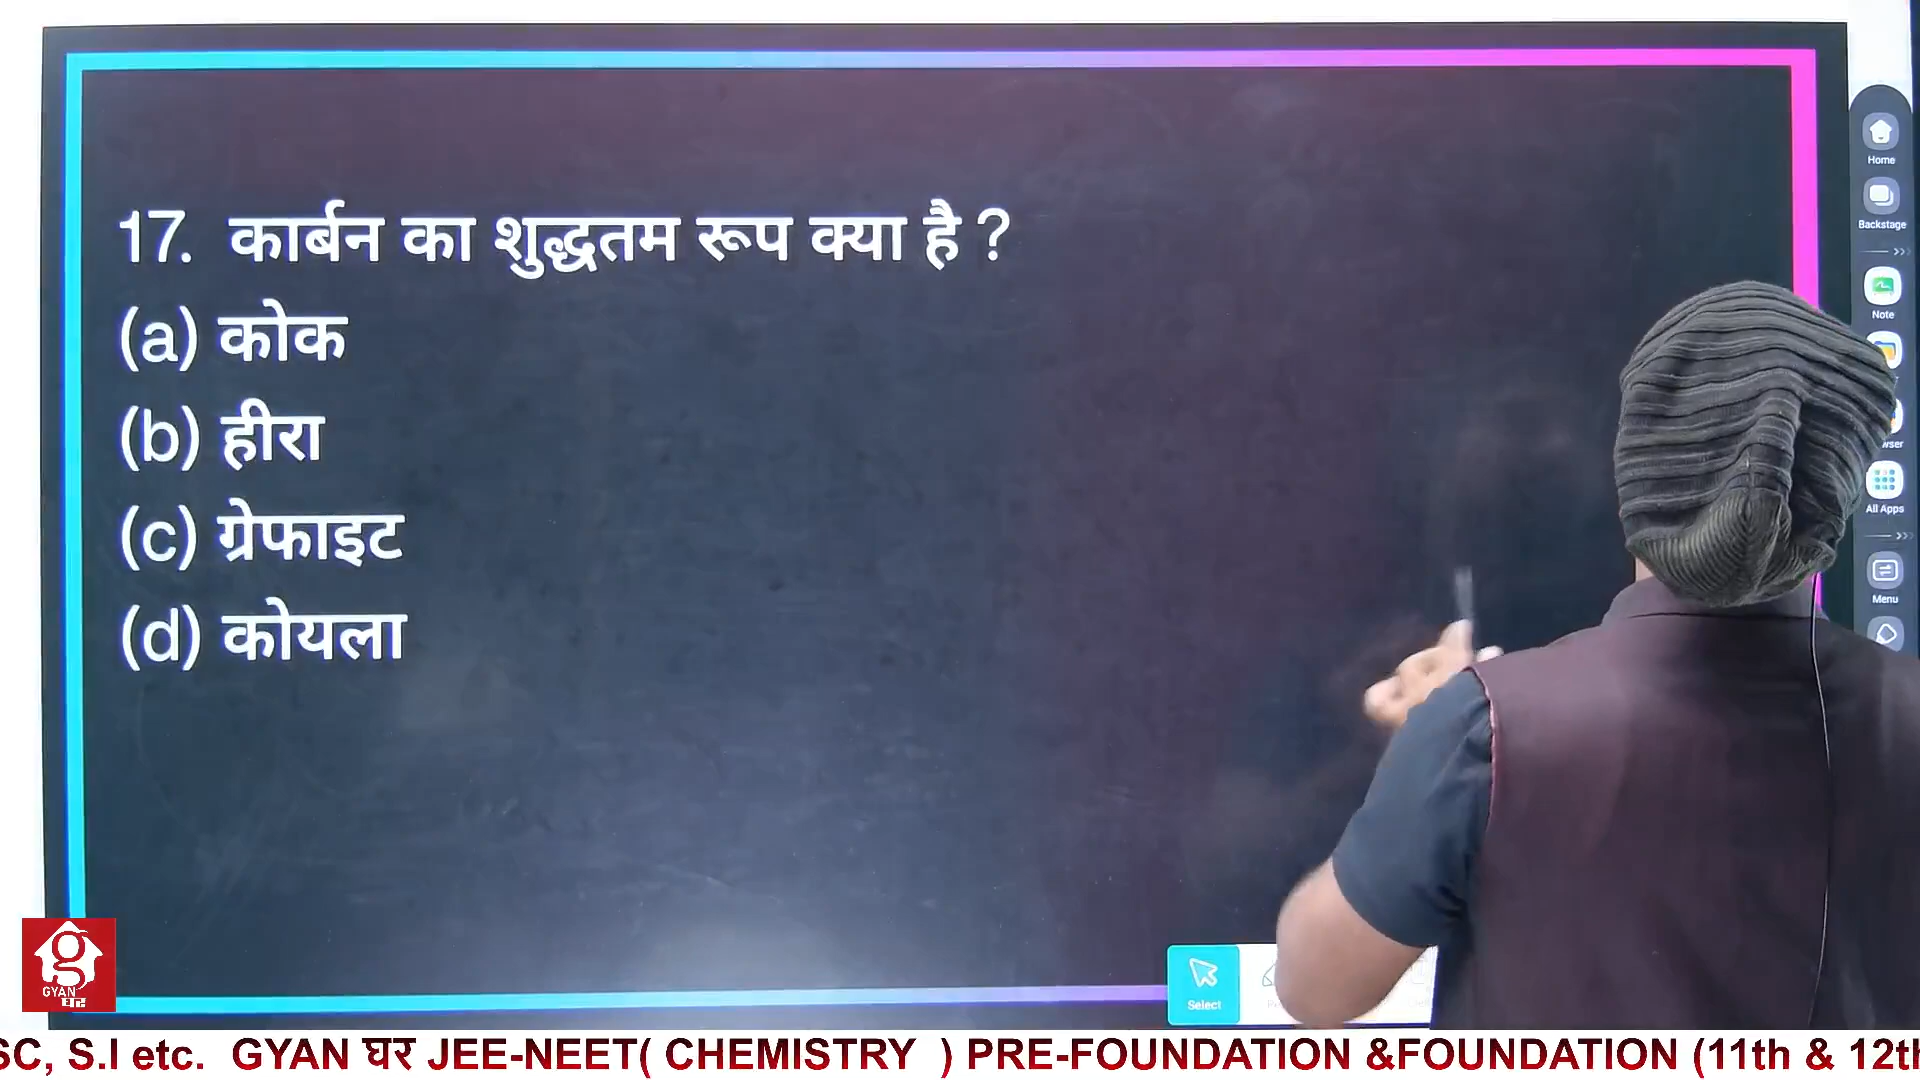 17. कार्बन का शुद्धतम रूप क्या है ?
(a) कोक
(b) हीरा
(c) ग्रेफाइट
(d) कोयला
Home
Backstage
Note
wser
All Apps
Menu
Select
g
GYAN
घर
SC, S.I etc. GYAN घर JEE-NEET( CHEMISTRY ) PRE-FOUNDATION &FOUNDATION (11th & 12th